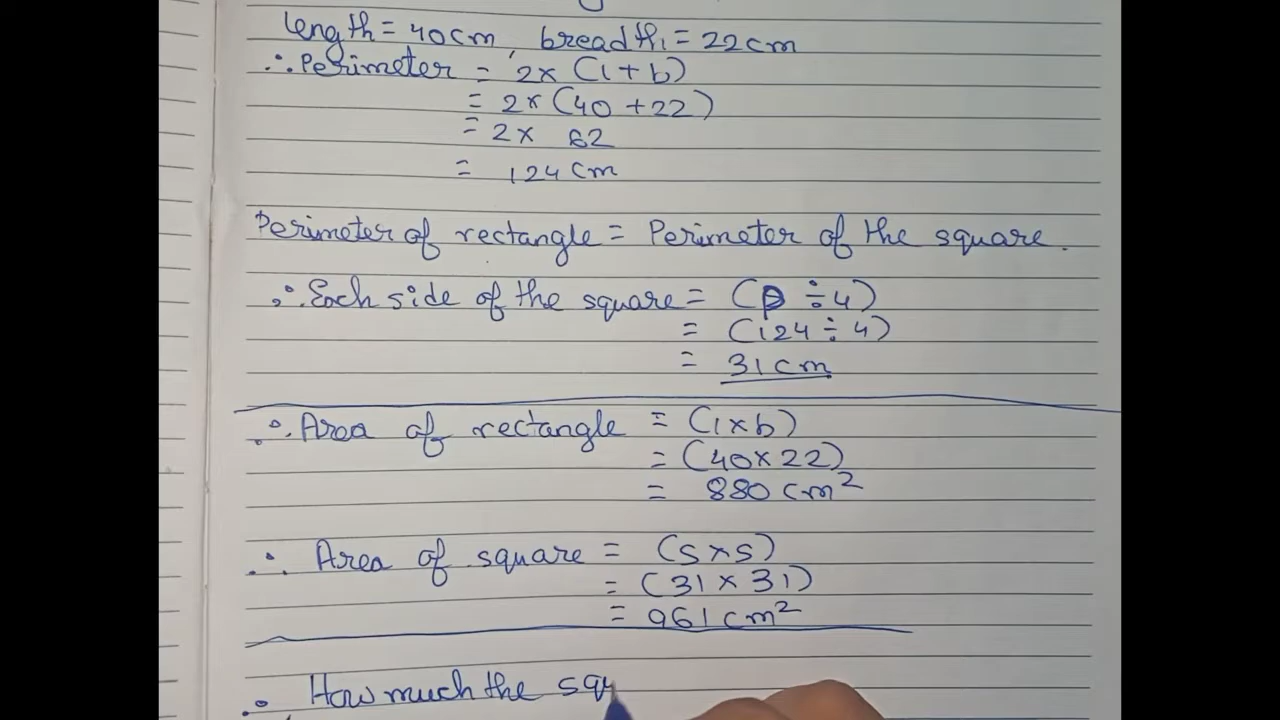 length = 40cm, breadth = 22cm
∴ Perimeter = 2 × (l + b)
= 2 × (40 + 22)
= 2 × 62
= 124 cm
Perimeter of rectangle = Perimeter of the square.
∴ Each side of the square = (P ÷ 4)
= (124 ÷ 4)
= 31 cm
∴ Area of rectangle = (l × b)
= (40 × 22)
= 880 cm²
∴ Area of square = (s × s)
= (31 × 31)
= 961 cm²
How much the squ